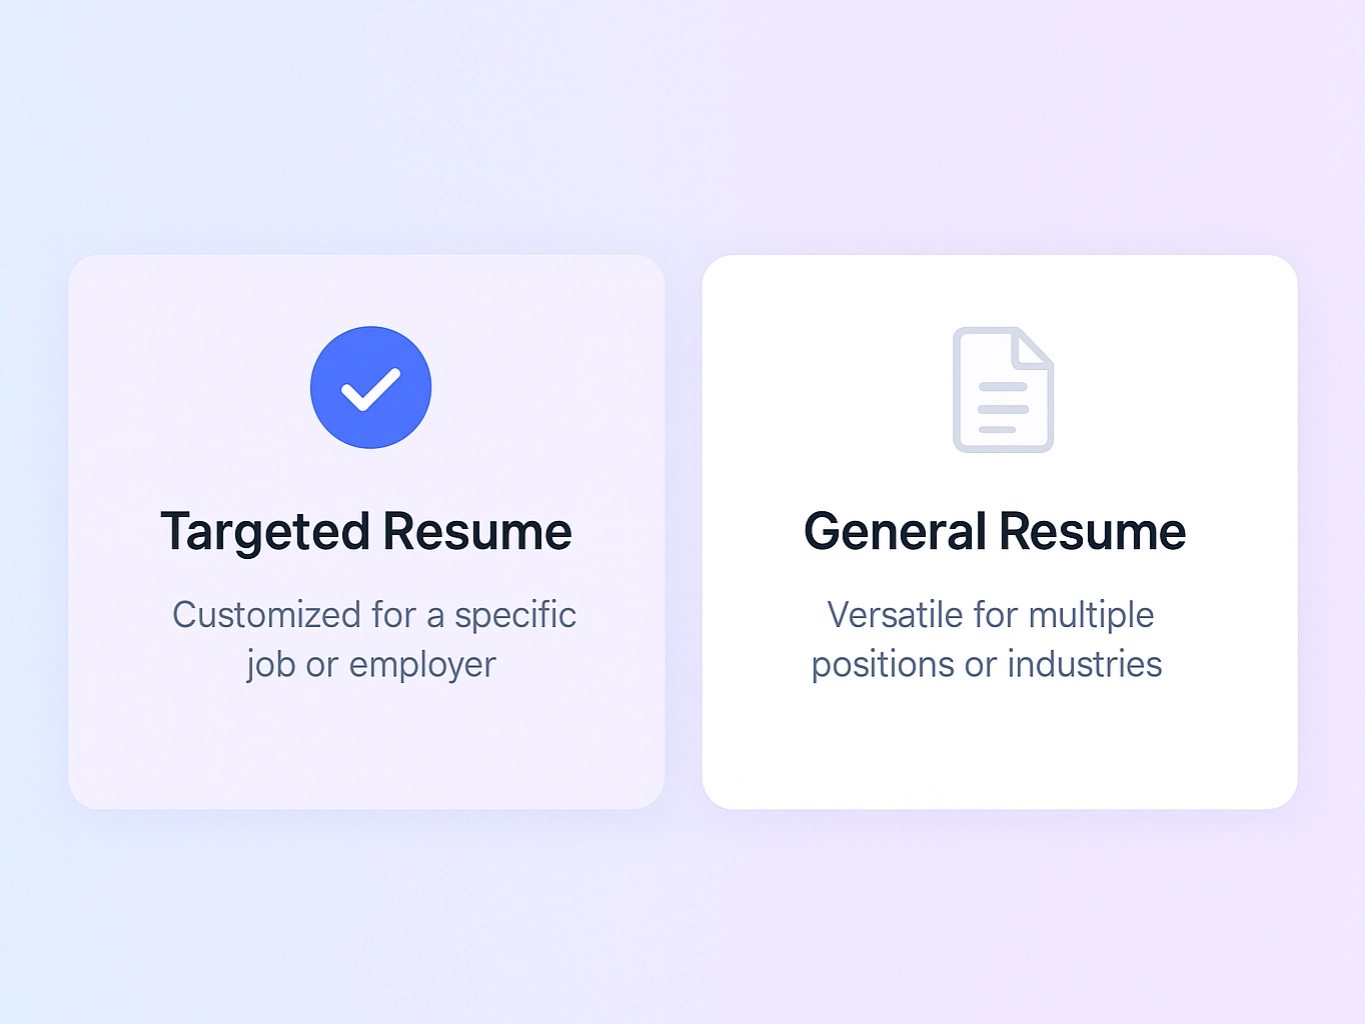 Targeted Resume
Customized for a specific
job or employer
General Resume
Versatile for multiple
positions or industries